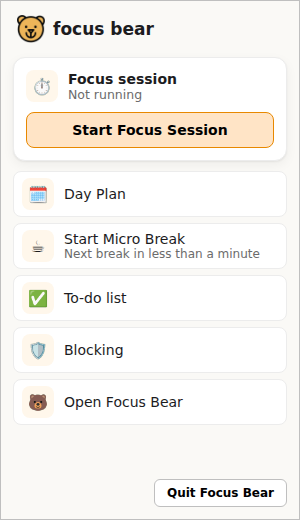 focus bear
Focus session
Not running
Start Focus Session
Day Plan
Start Micro Break
Next break in less than a minute
To-do list
Blocking
Open Focus Bear
Quit Focus Bear